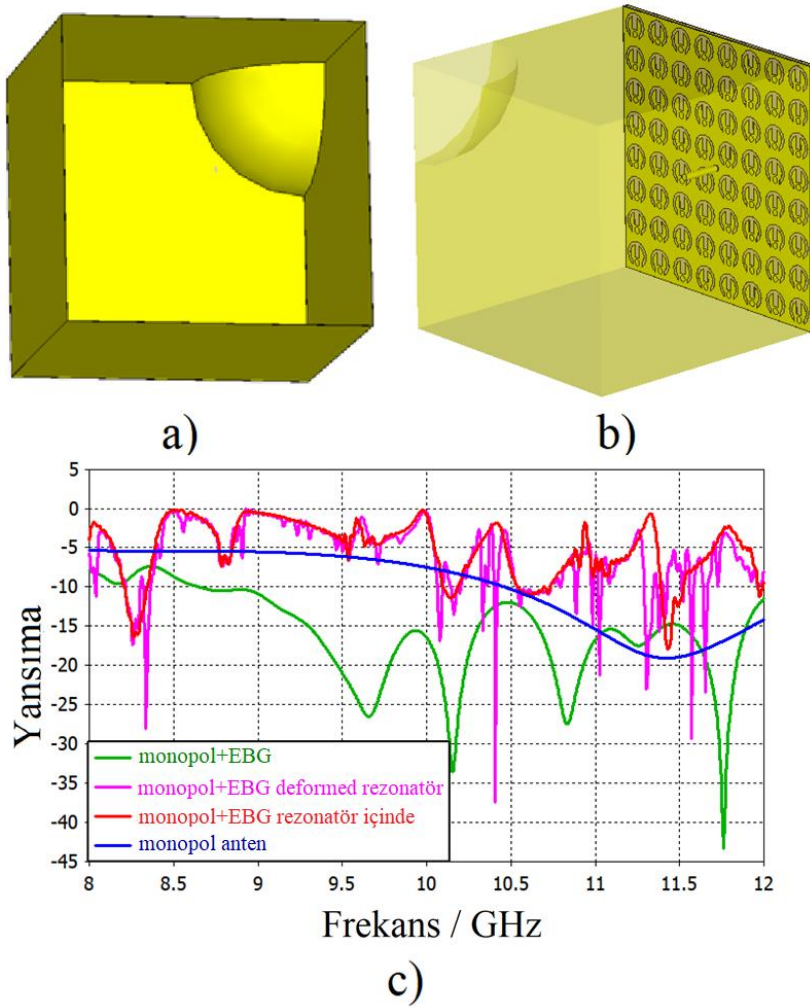 a)
b)
5
0
-5
-10
-15
-20
-25
-30
-35
-40
-45
Yansıma
monopol+EBG
monopol+EBG deformed rezonatör
monopol+EBG rezonatör içinde
monopol anten
8 8.5 9 9.5 10 10.5 11 11.5 12
Frekans / GHz
c)